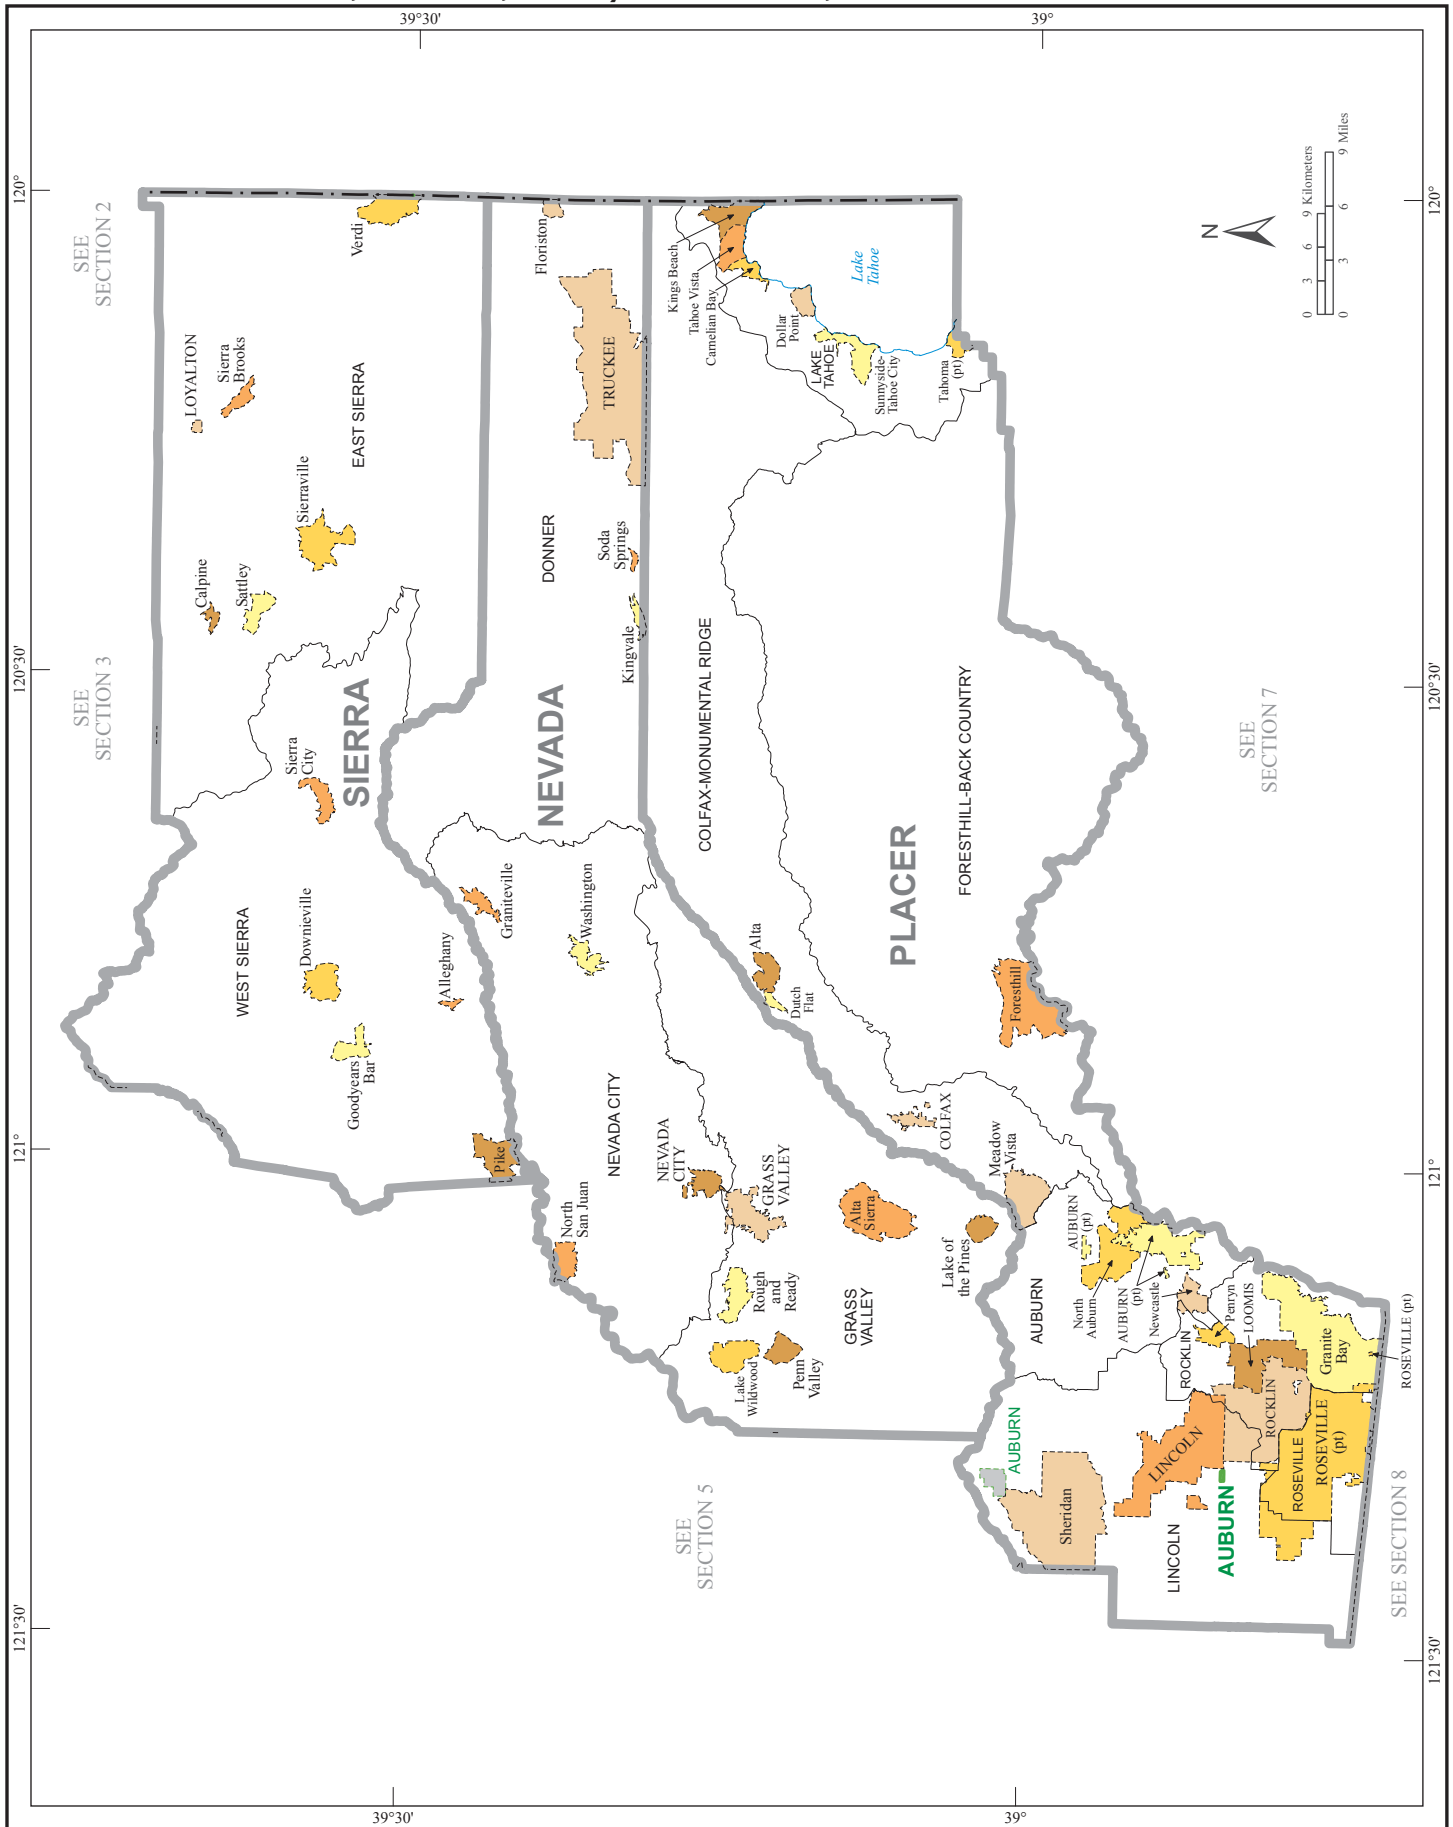 39°30'
39°
120°
120°
SEE
SECTION 2
Verdi
Floriston
Kings Beach
Tahoe Vista
Carnelian Bay
Lake
Tahoe
Dollar
Point
LAKE
TAHOE
Sunnyside-
Tahoe City
Tahoma
(pt)
N
0 3 6 9 Kilometers
0 3 6 9 Miles
LOYALTON
Sierra
Brooks
EAST SIERRA
TRUCKEE
Sierraville
DONNER
Soda
Springs
Calpine
Sattley
Kingvale
120°30'
120°30'
SEE
SECTION 3
Sierra
City
SIERRA
NEVADA
COLFAX-MONUMENTAL RIDGE
FORESTHILL-BACK COUNTRY
PLACER
SEE
SECTION 7
WEST SIERRA
Downieville
Alleghany
Graniteville
Washington
Alta
Dutch
Flat
Foresthill
Goodyears
Bar
NEVADA CITY
COLFAX
121°
121°
Pike
North
San Juan
NEVADA
CITY
GRASS
VALLEY
Alta
Sierra
Meadow
Vista
Lake of
the Pines
AUBURN
(pt)
Rough
and
Ready
GRASS
VALLEY
AUBURN
North
Auburn
AUBURN
(pt)
Newcastle
Penryn
LOOMIS
Lake
Wildwood
Penn
Valley
ROCKLIN
Granite
Bay
ROSEVILLE (pt)
ROCKLIN
AUBURN
LINCOLN
ROSEVILLE
ROSEVILLE
(pt)
SEE
SECTION 5
Sheridan
LINCOLN
AUBURN
SEE SECTION 8
121°30'
121°30'
39°30'
39°